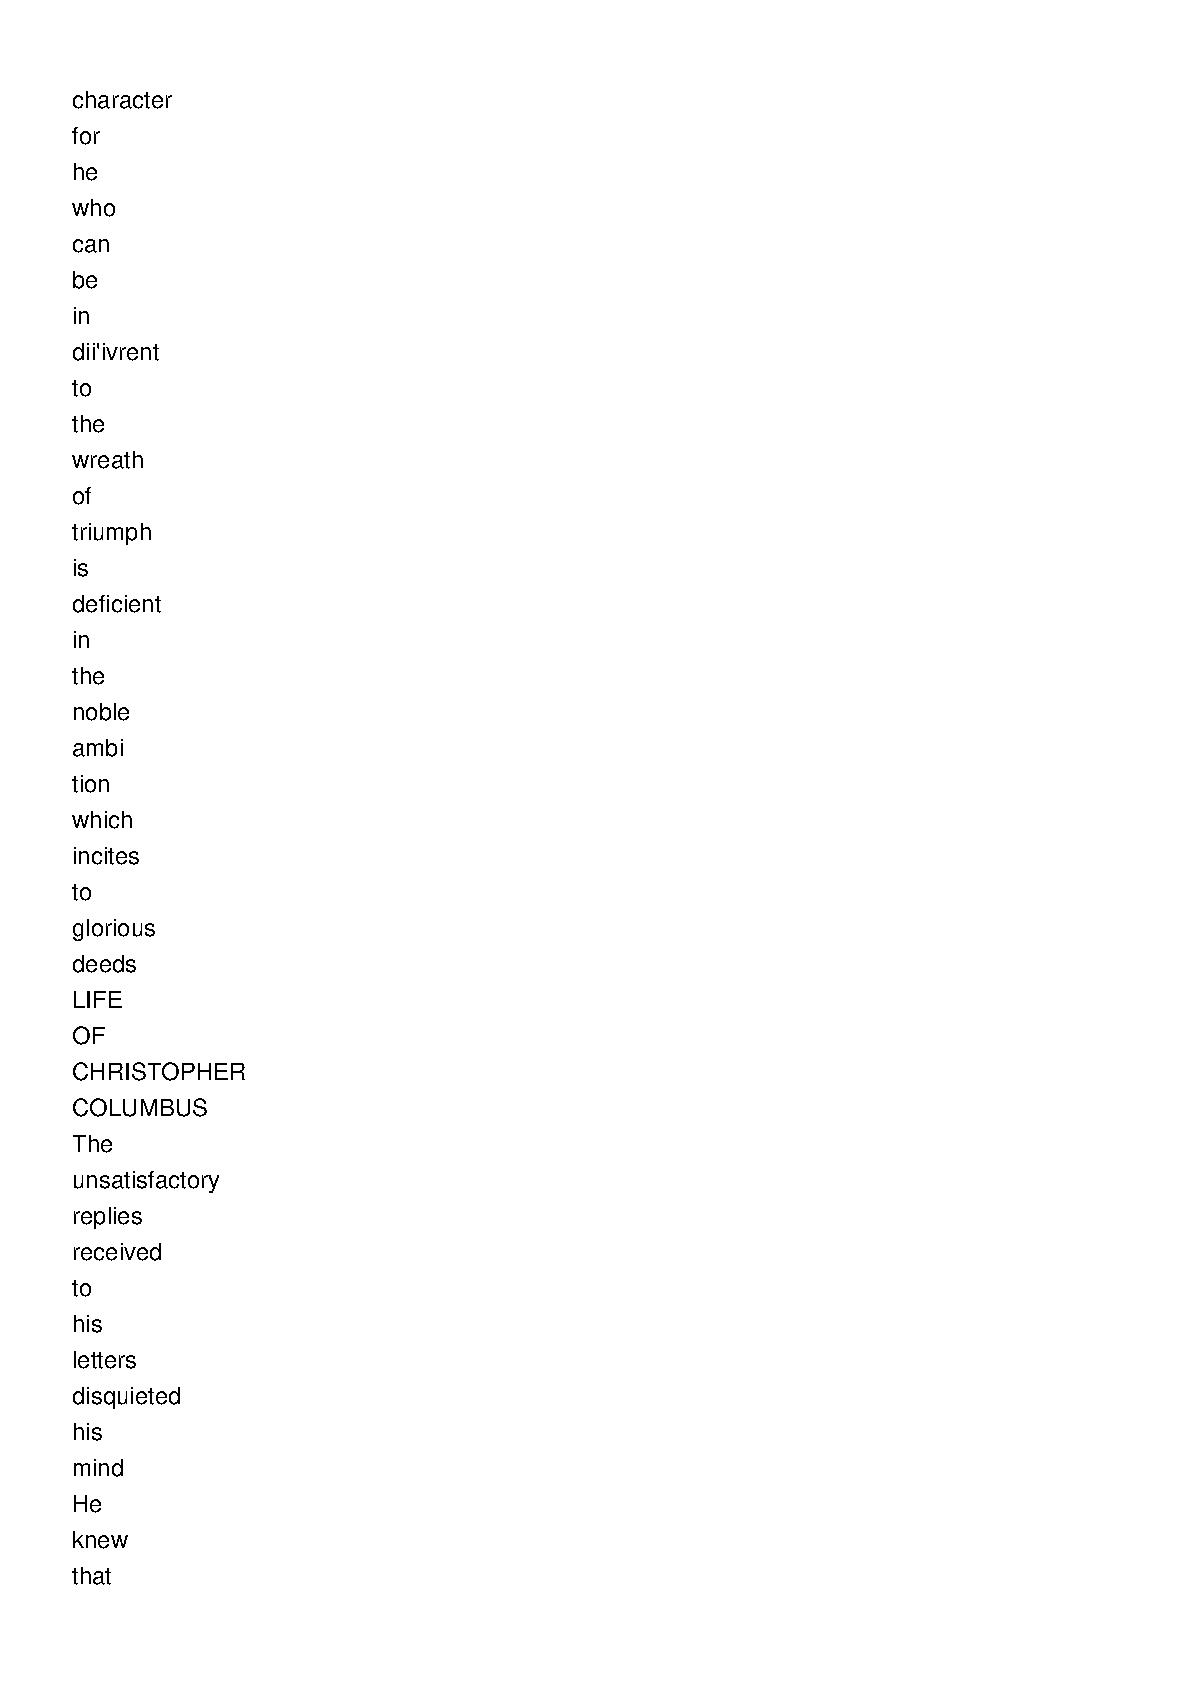 character
for
he
who
can
be
in
dii'ivrent
to
the
wreath
of
triumph
is
deficient
in
the
noble
ambi
tion
which
incites
to
glorious
deeds
LIFE
OF
CHRISTOPHER
COLUMBUS
The
unsatisfactory
replies
received
to
his
letters
disquieted
his
mind
He
knew
that